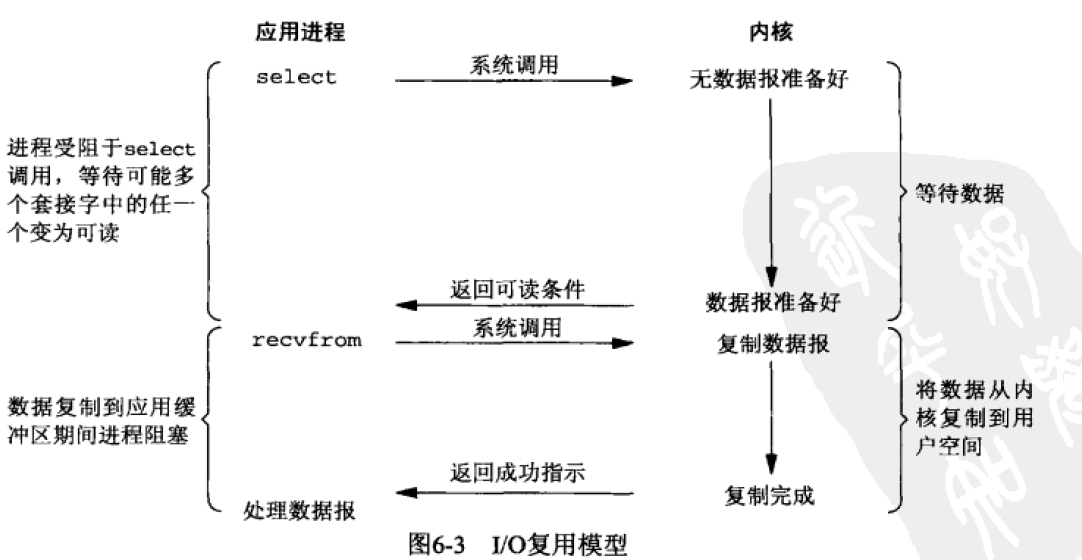 应用进程
内核
select
系统调用
无数据报准备好
进程受阻于select
调用，等待可能多
个套接字中的任一
个变为可读
等待数据
返回可读条件
数据报准备好
recvfrom
系统调用
复制数据报
数据复制到应用缓
冲区期间进程阻塞
将数据从内
核复制到用
户空间
返回成功指示
复制完成
处理数据报
图6-3 I/O复用模型